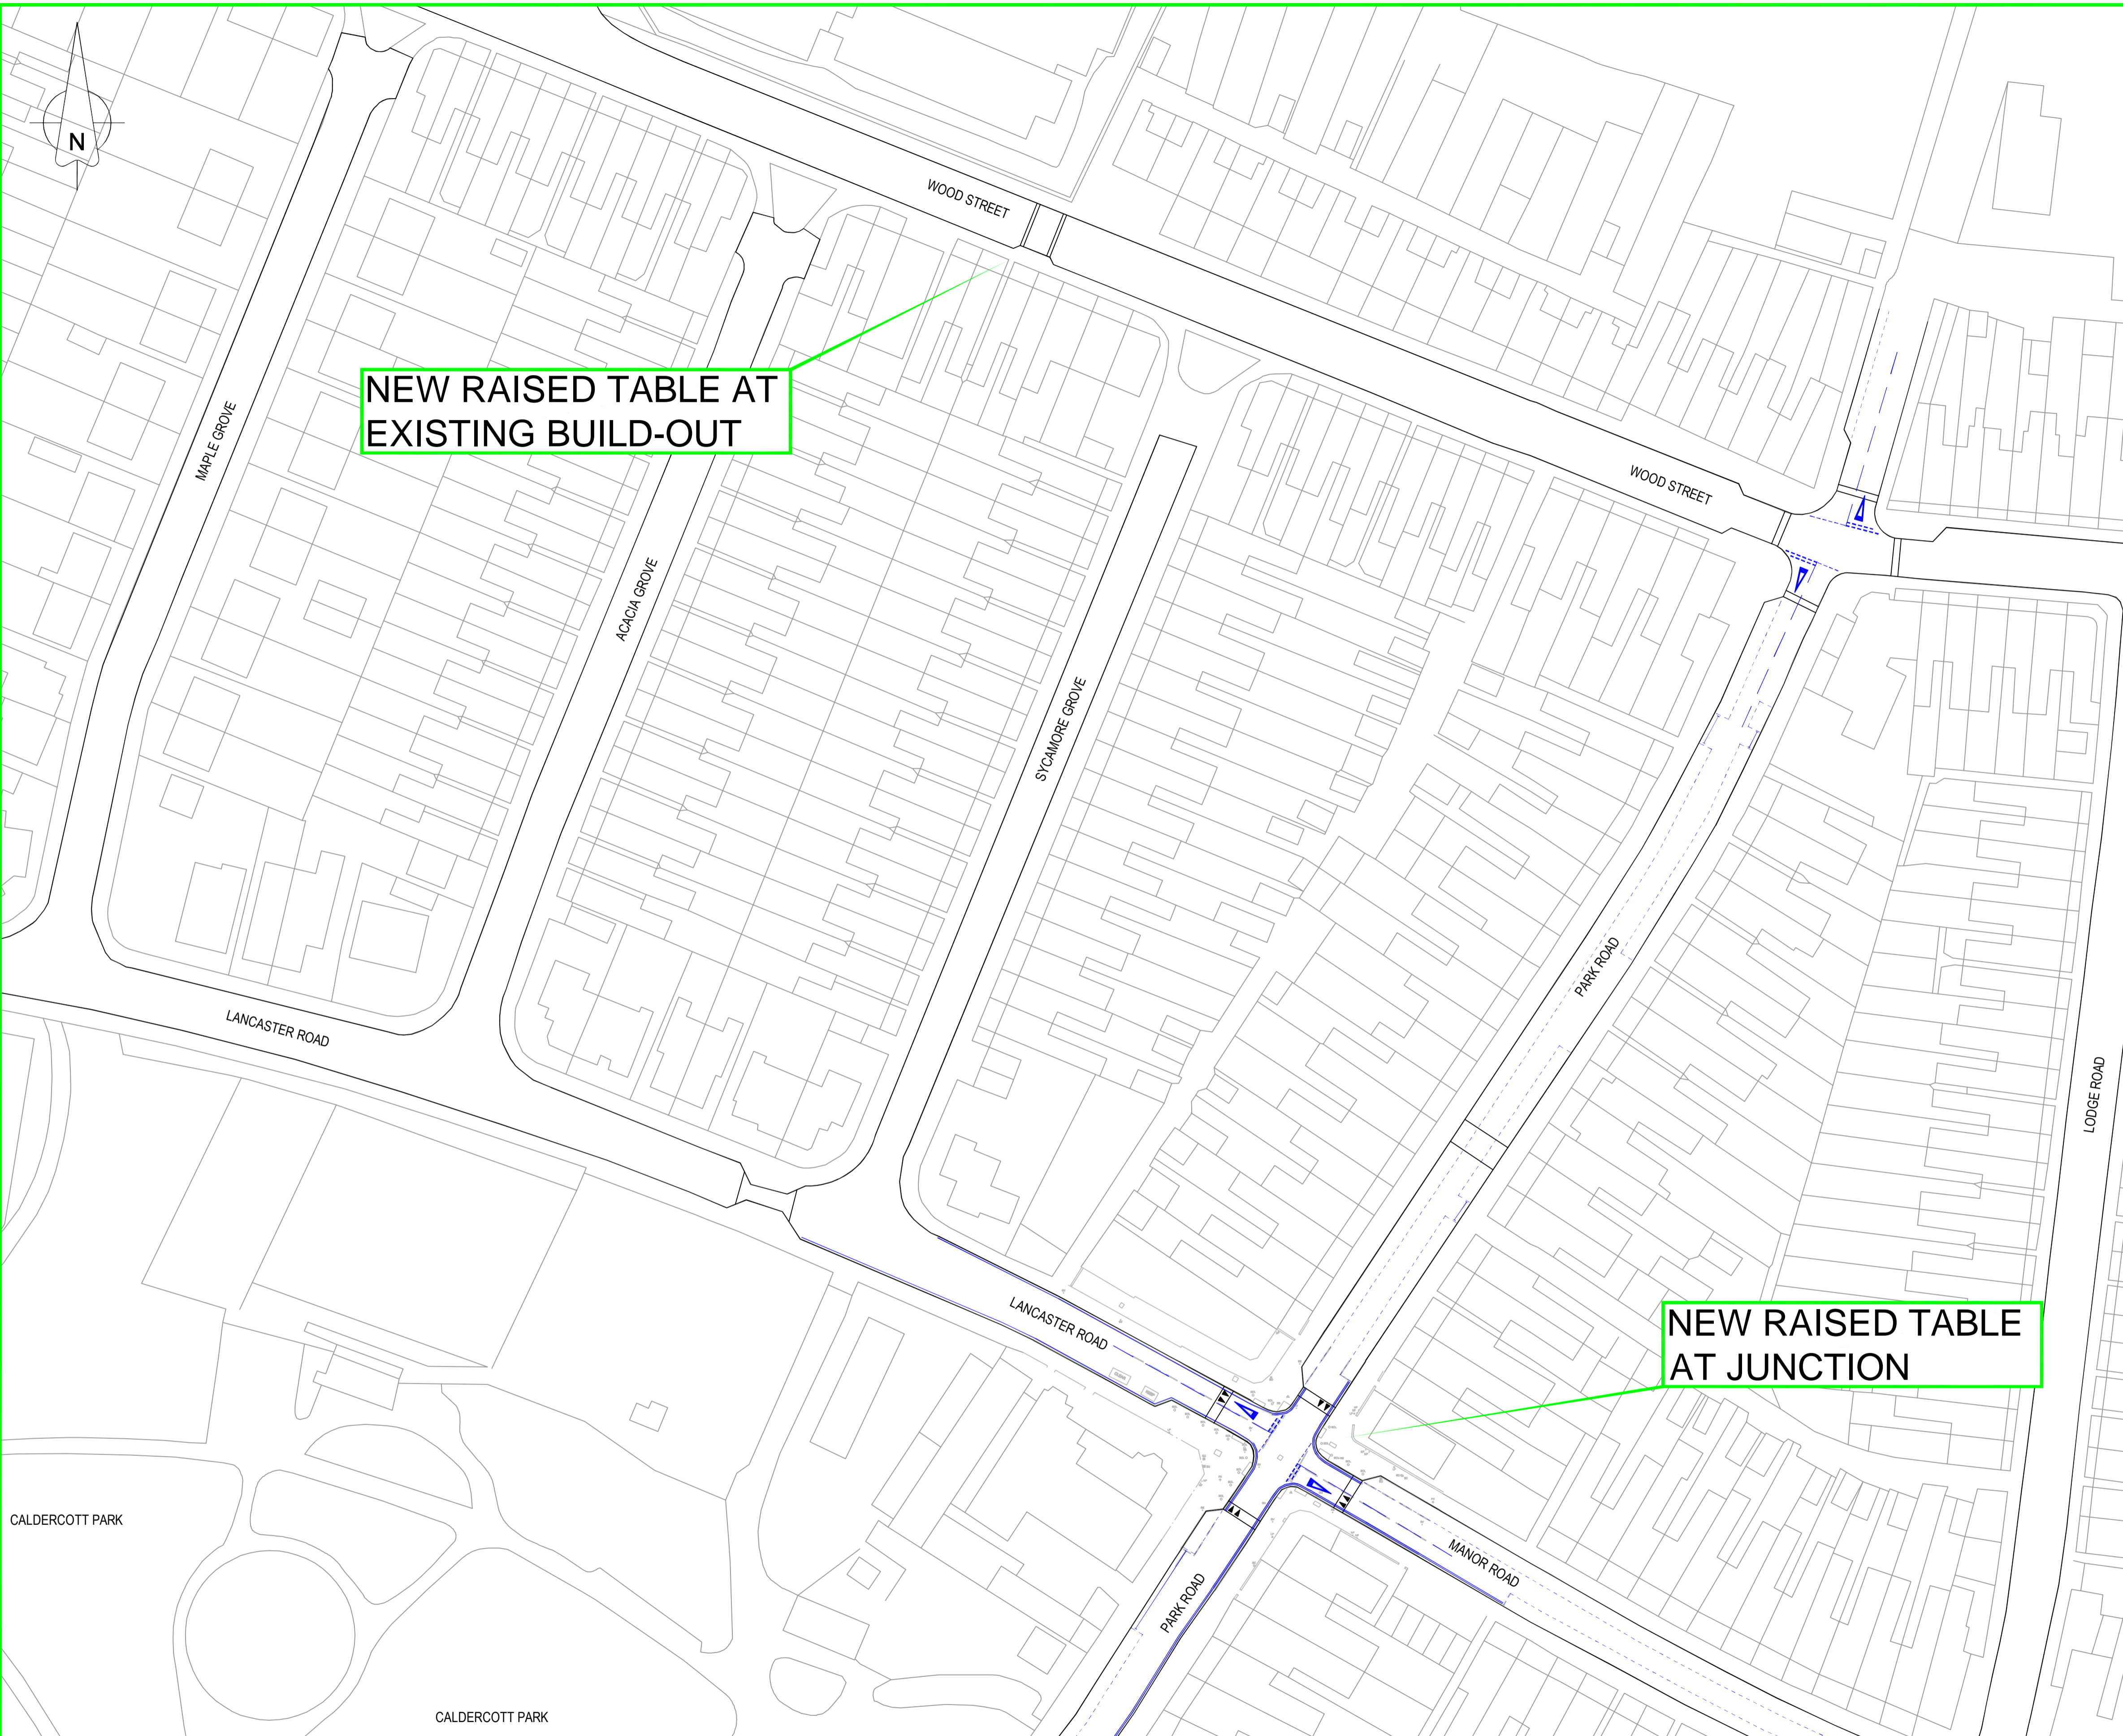 N
WOOD STREET
NEW RAISED TABLE AT
EXISTING BUILD-OUT
MAPLE GROVE
WOOD STREET
ACACIA GROVE
SYCAMORE GROVE
PARK ROAD
LANCASTER ROAD
LODGE ROAD
LANCASTER ROAD
NEW RAISED TABLE
AT JUNCTION
CALDERCOTT PARK
MANOR ROAD
PARK ROAD
CALDERCOTT PARK